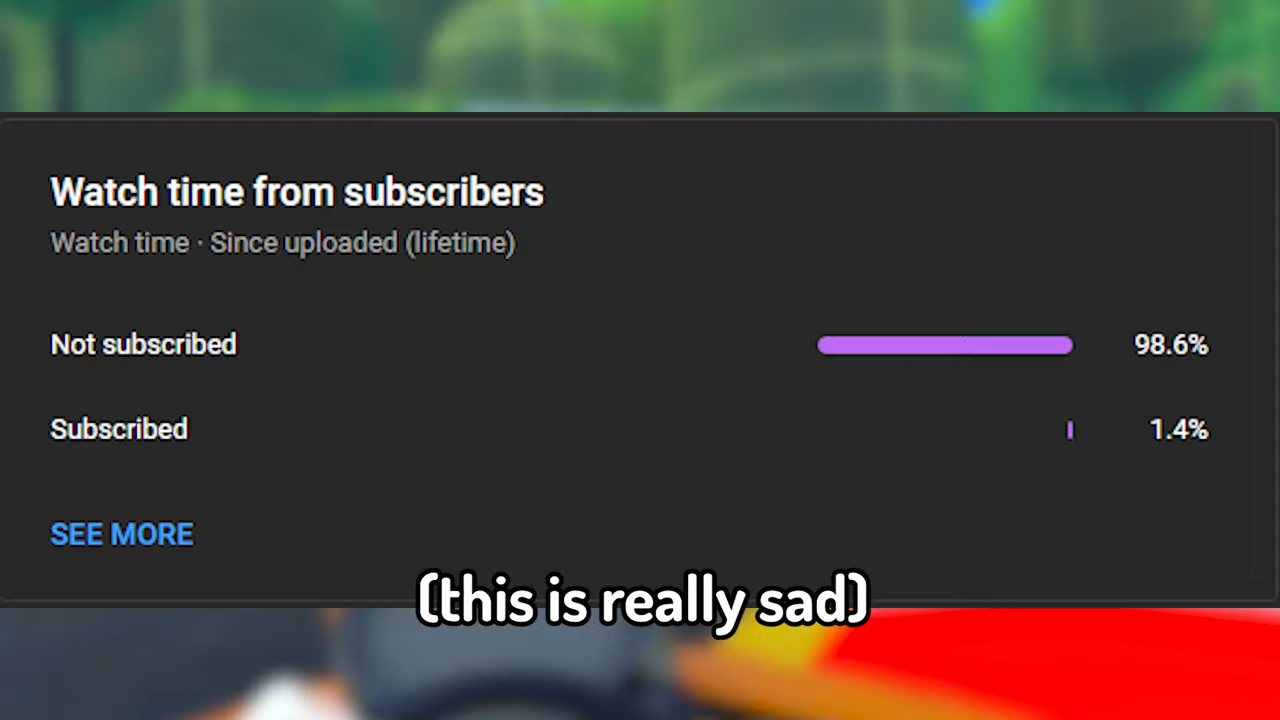 Watch time from subscribers
Watch time · Since uploaded (lifetime)
Not subscribed 98.6%
Subscribed 1.4%
SEE MORE
(this is really sad)